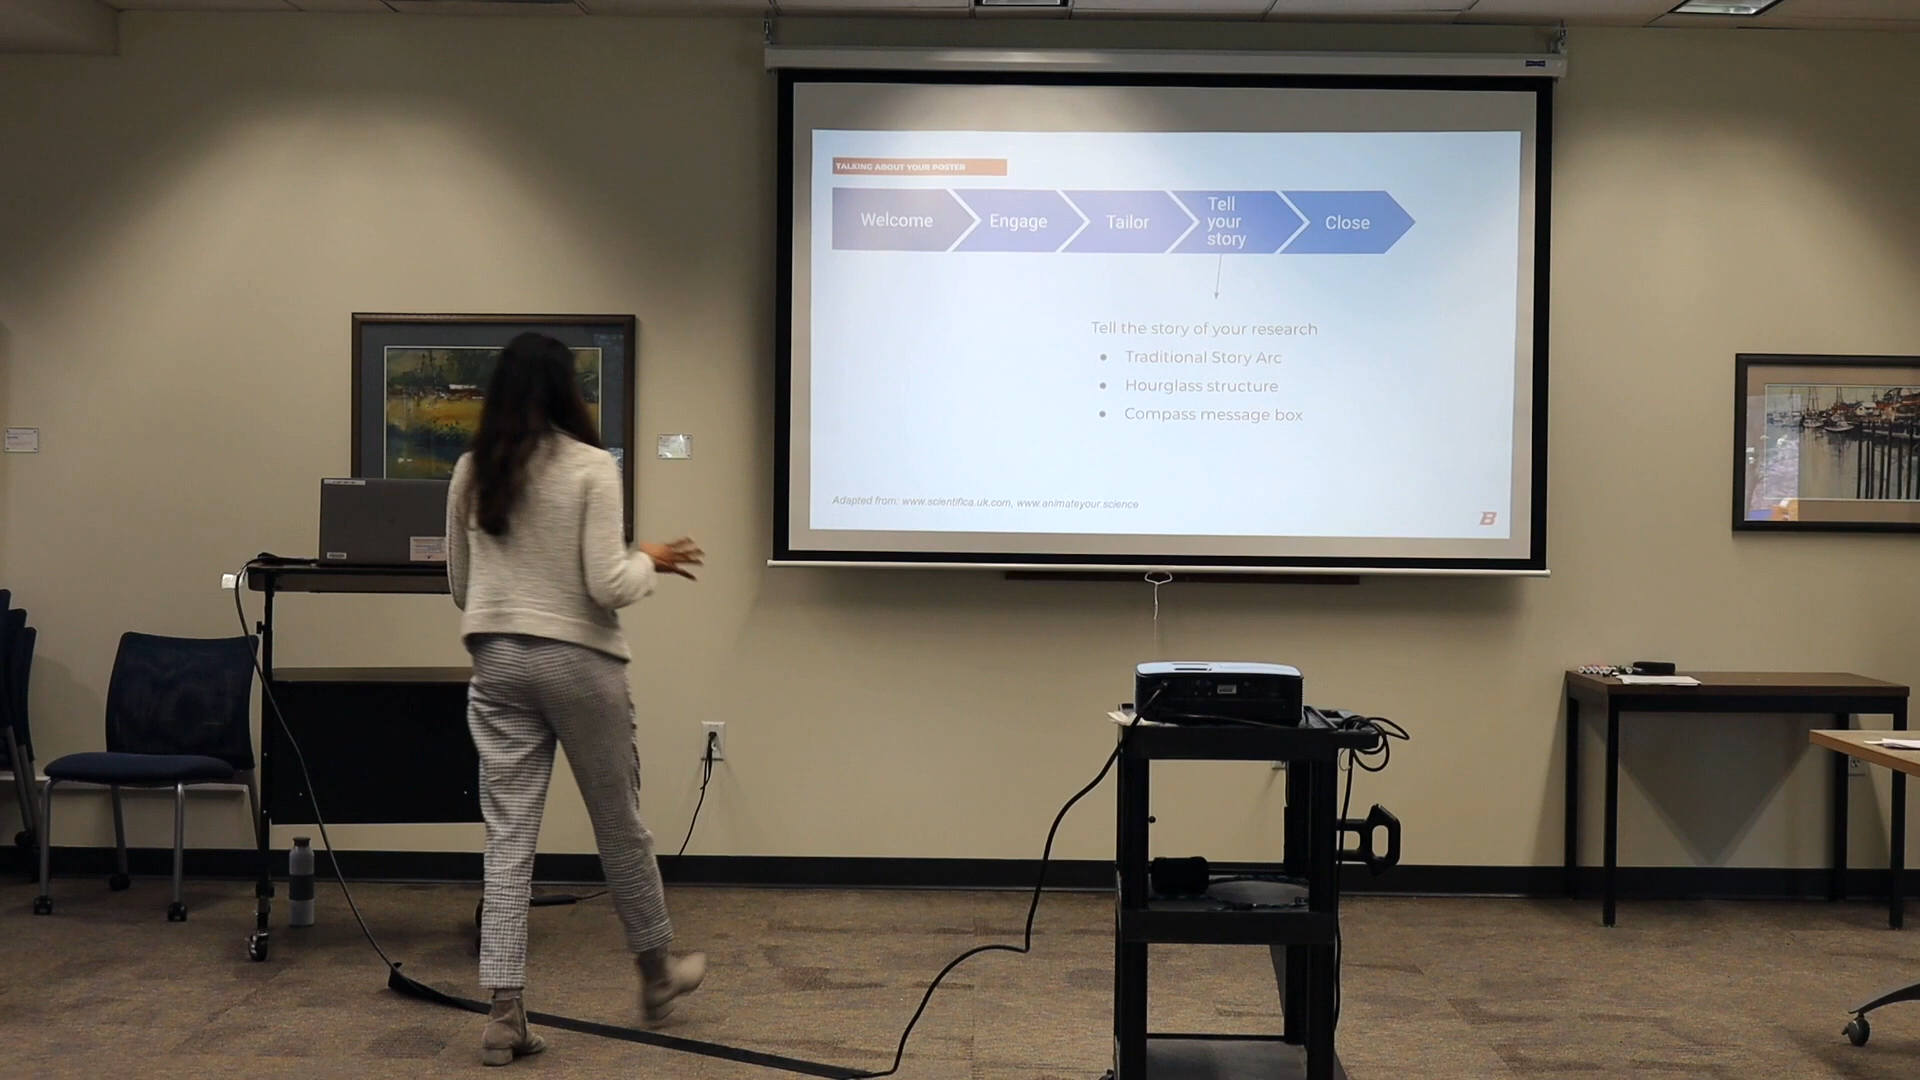 TALKING ABOUT YOUR POSTER
Welcome
Engage
Tailor
Tell
your
story
Close
Tell the story of your research
• Traditional Story Arc
• Hourglass structure
• Compass message box
Adapted from: www.scientifica.uk.com, www.animateyour.science
B